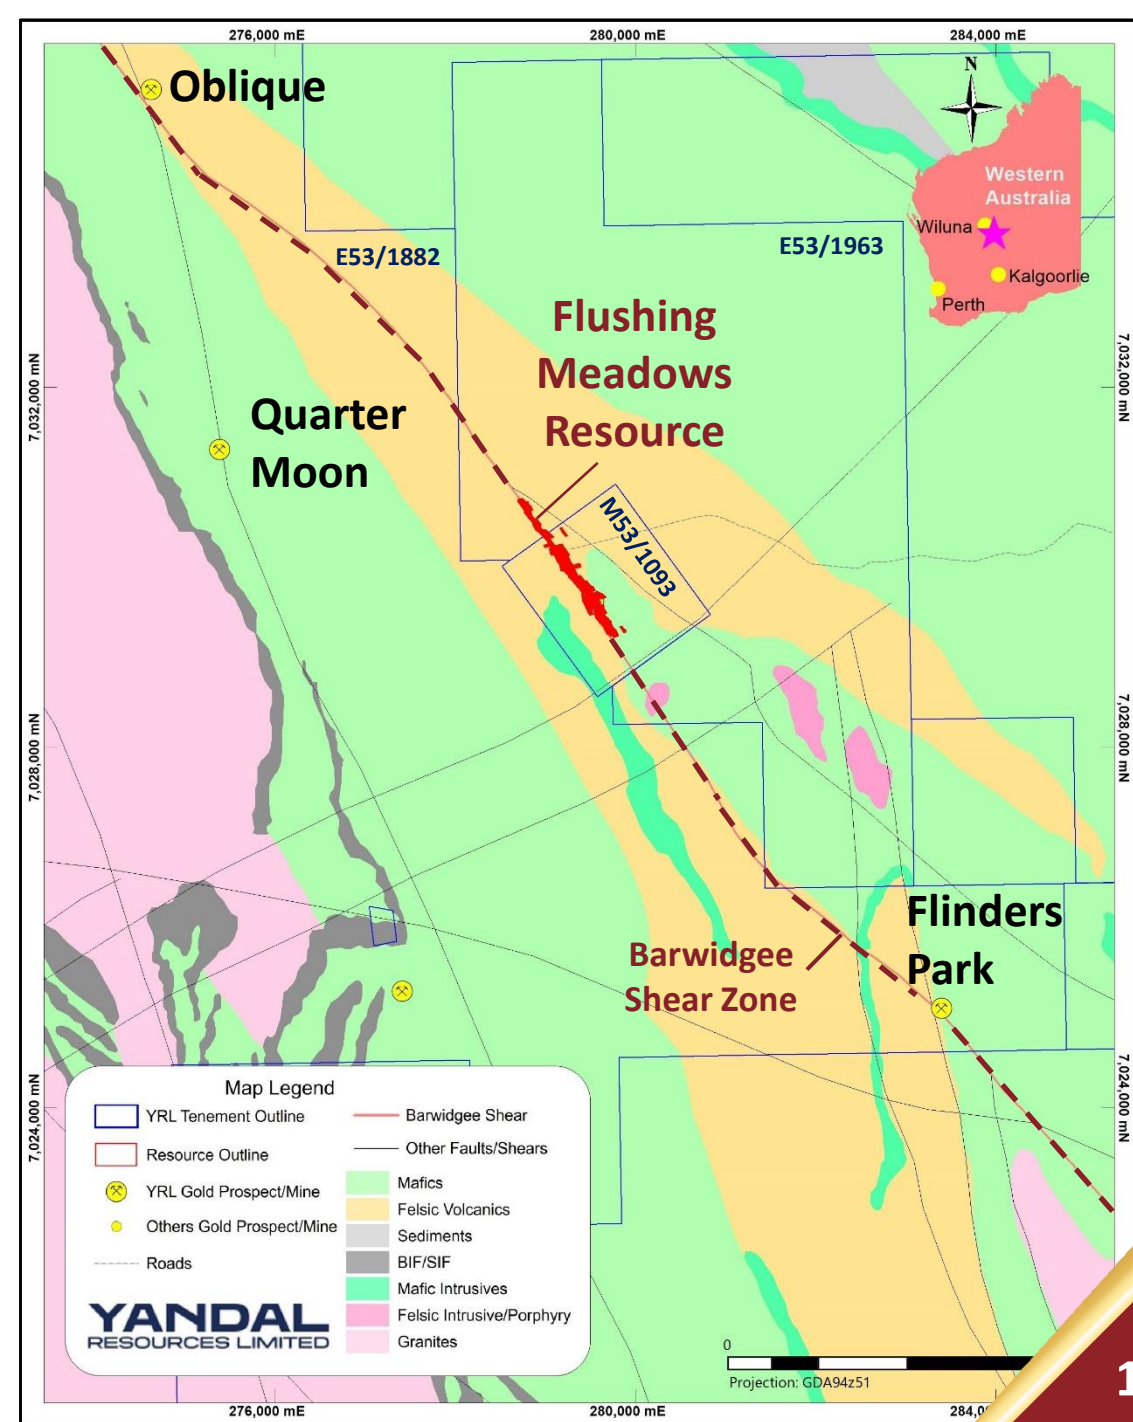 276,000 mE
280,000 mE
284,000 mE
Oblique
N
Western
Australia
Wiluna
Kalgoorlie
Perth
E53/1882
E53/1963
Flushing
Meadows
Resource
7,032,000 mN
7,032,000 mN
Quarter
Moon
M53/1093
7,028,000 mN
7,028,000 mN
Flinders
Park
Barwidgee
Shear Zone
7,024,000 mN
7,024,000 mN
Map Legend
YRL Tenement Outline
Resource Outline
YRL Gold Prospect/Mine
Others Gold Prospect/Mine
Roads
Barwidgee Shear
Other Faults/Shears
Mafics
Felsic Volcanics
Sediments
BIF/SIF
Mafic Intrusives
Felsic Intrusive/Porphyry
Granites
YANDAL
RESOURCES LIMITED
0
Projection: GDA94z51
1
276,000 mE
280,000 mE